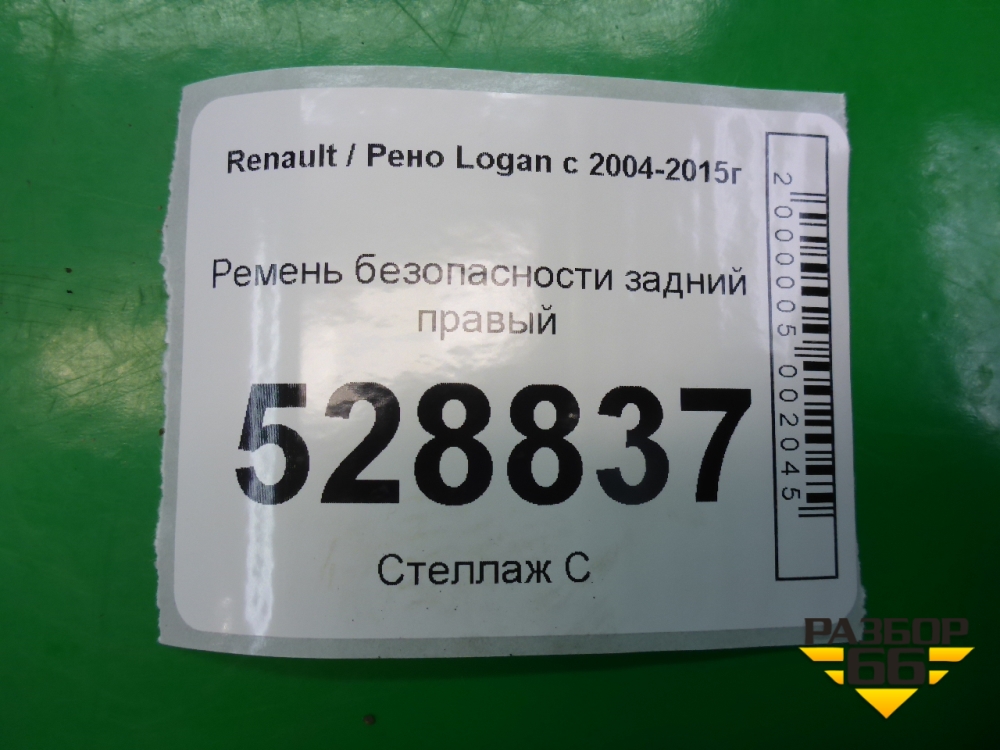 Renault / Рено Logan с 2004-2015г
Ремень безопасности задний
правый
528837
Стеллаж С
2000005002045
РАЗБОР
66